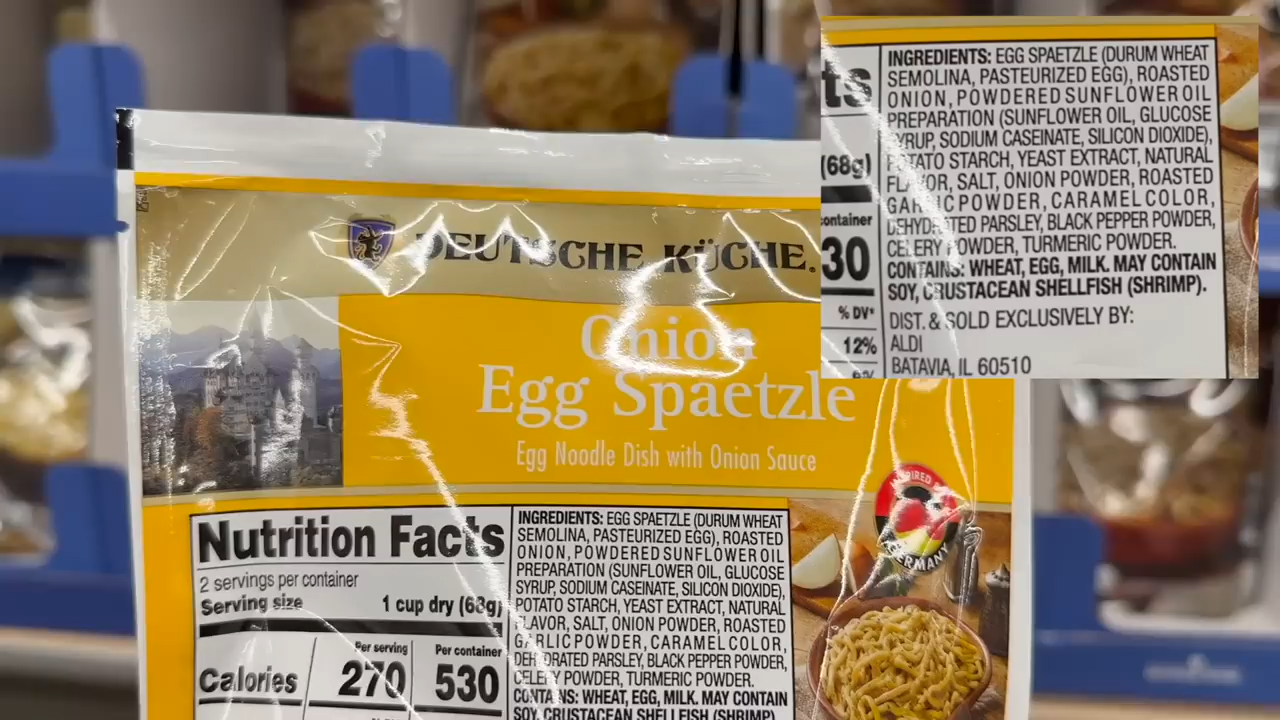 DEUTSCHE KÜCHE.
Onion
Egg Spaetzle
Egg Noodle Dish with Onion Sauce
INSPIRED
GERMANY
Nutrition Facts
2 servings per container
Serving size 1 cup dry (68g)
Per serving Per container
Calories 270 530
INGREDIENTS: EGG SPAETZLE (DURUM WHEAT
SEMOLINA, PASTEURIZED EGG), ROASTED
ONION, POWDERED SUNFLOWER OIL
PREPARATION (SUNFLOWER OIL, GLUCOSE
SYRUP, SODIUM CASEINATE, SILICON DIOXIDE),
POTATO STARCH, YEAST EXTRACT, NATURAL
FLAVOR, SALT, ONION POWDER, ROASTED
GARLIC POWDER, CARAMEL COLOR,
DEHYDRATED PARSLEY, BLACK PEPPER POWDER,
CELERY POWDER, TURMERIC POWDER.
CONTAINS: WHEAT, EGG, MILK. MAY CONTAIN
SOY, CRUSTACEAN SHELLFISH (SHRIMP).
ts
(68g)
container
30
% DV*
12%
INGREDIENTS: EGG SPAETZLE (DURUM WHEAT
SEMOLINA, PASTEURIZED EGG), ROASTED
ONION, POWDERED SUNFLOWER OIL
PREPARATION (SUNFLOWER OIL, GLUCOSE
SYRUP, SODIUM CASEINATE, SILICON DIOXIDE),
POTATO STARCH, YEAST EXTRACT, NATURAL
FLAVOR, SALT, ONION POWDER, ROASTED
GARLIC POWDER, CARAMEL COLOR,
DEHYDRATED PARSLEY, BLACK PEPPER POWDER,
CELERY POWDER, TURMERIC POWDER.
CONTAINS: WHEAT, EGG, MILK. MAY CONTAIN
SOY, CRUSTACEAN SHELLFISH (SHRIMP).
DIST. & SOLD EXCLUSIVELY BY:
ALDI
BATAVIA, IL 60510